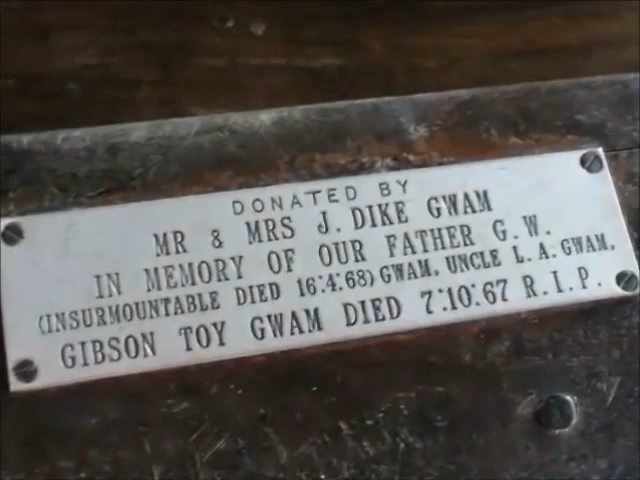 DONATED BY
MR & MRS J. DIKE GWAM
IN MEMORY OF OUR FATHER G.W.
(INSURMOUNTABLE DIED 16:4:68) GWAM, UNCLE L.A. GWAM,
GIBSON TOY GWAM DIED 7:10:67 R.I.P.